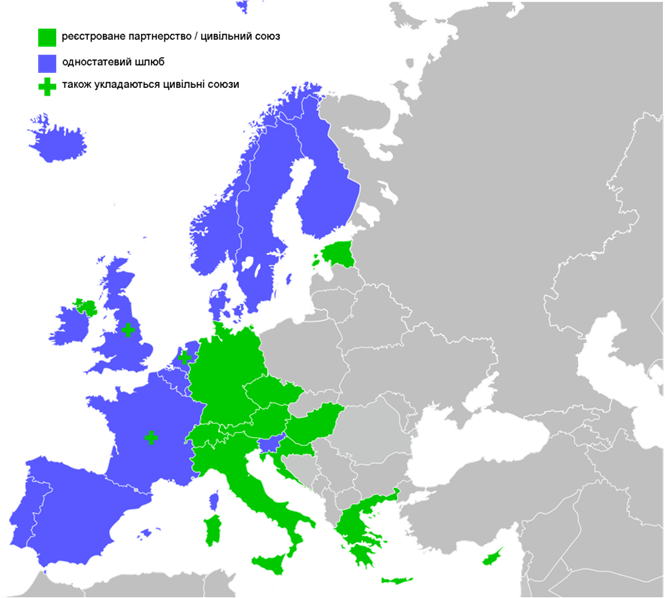 реєстроване партнерство / цивільний союз
одностатевий шлюб
також укладаються цивільні союзи